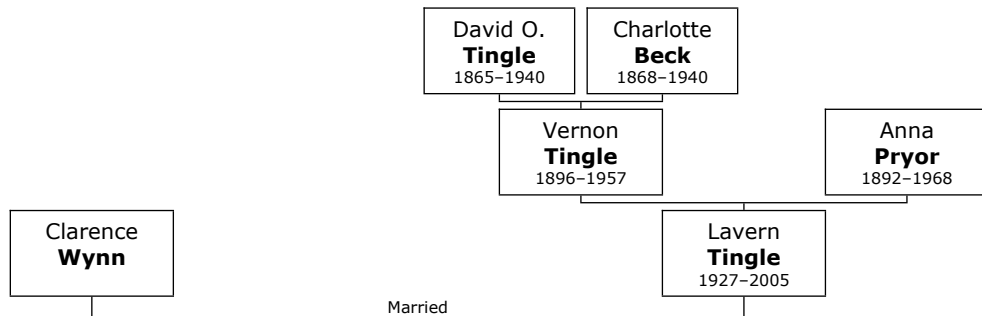 David O.
Tingle
1865–1940
Charlotte
Beck
1868–1940
Vernon
Tingle
1896–1957
Anna
Pryor
1892–1968
Clarence
Wynn
Lavern
Tingle
1927–2005
Married